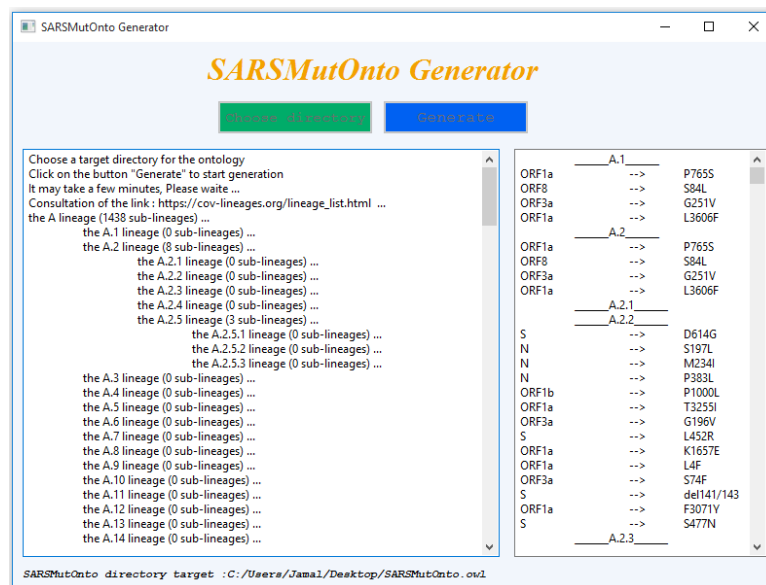 SARSMutOnto Generator
SARSMutOnto Generator
Choose directory
Generate
Choose a target directory for the ontology
Click on the button "Generate" to start generation
It may take a few minutes, Please waite ...
Consultation of the link : https://cov-lineages.org/lineage_list.html ...
the A lineage (1438 sub-lineages) ...
the A.1 lineage (0 sub-lineages) ...
the A.2 lineage (8 sub-lineages) ...
the A.2.1 lineage (0 sub-lineages) ...
the A.2.2 lineage (0 sub-lineages) ...
the A.2.3 lineage (0 sub-lineages) ...
the A.2.4 lineage (0 sub-lineages) ...
the A.2.5 lineage (3 sub-lineages) ...
the A.2.5.1 lineage (0 sub-lineages) ...
the A.2.5.2 lineage (0 sub-lineages) ...
the A.2.5.3 lineage (0 sub-lineages) ...
the A.3 lineage (0 sub-lineages) ...
the A.4 lineage (0 sub-lineages) ...
the A.5 lineage (0 sub-lineages) ...
the A.6 lineage (0 sub-lineages) ...
the A.7 lineage (0 sub-lineages) ...
the A.8 lineage (0 sub-lineages) ...
the A.9 lineage (0 sub-lineages) ...
the A.10 lineage (0 sub-lineages) ...
the A.11 lineage (0 sub-lineages) ...
the A.12 lineage (0 sub-lineages) ...
the A.13 lineage (0 sub-lineages) ...
the A.14 lineage (0 sub-lineages) ...
_____A.1_____
ORF1a --> P765S
ORF8 --> S84L
ORF3a --> G251V
ORF1a --> L3606F
_____A.2_____
ORF1a --> P765S
ORF8 --> S84L
ORF3a --> G251V
ORF1a --> L3606F
_____A.2.1_____
_____A.2.2_____
S --> D614G
N --> S197L
N --> M234I
N --> P383L
ORF1b --> P1000L
ORF1a --> T3255I
ORF3a --> G196V
S --> L452R
ORF1a --> K1657E
ORF1a --> L4F
ORF3a --> S74F
S --> del141/143
ORF1a --> F3071Y
S --> S477N
_____A.2.3_____
SARSMutOnto directory target :C:/Users/Jamal/Desktop/SARSMutOnto.owl